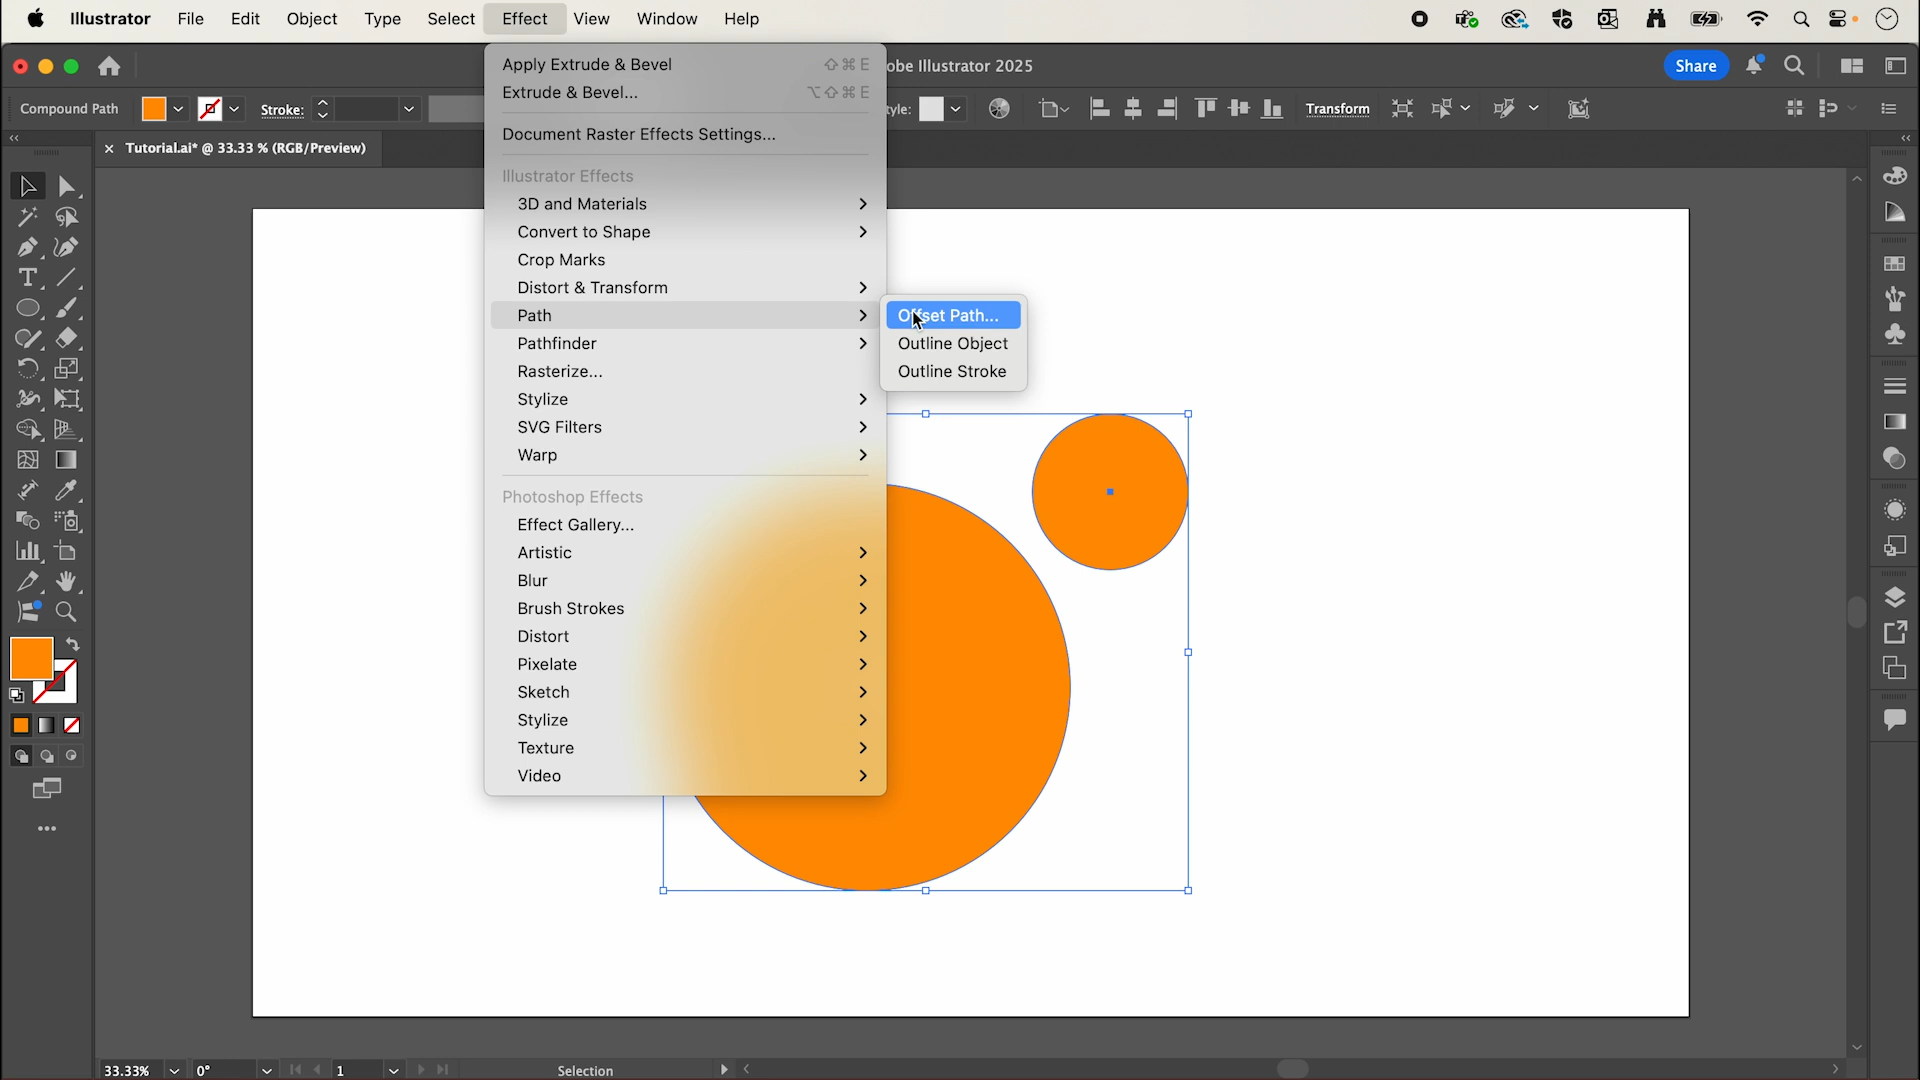 Illustrator File Edit Object Type Select Effect View Window Help
obe Illustrator 2025
Share
Compound Path
Stroke:
yle:
Transform
× Tutorial.ai* @ 33.33 % (RGB/Preview)
Apply Extrude & Bevel ⇧⌘E
Extrude & Bevel... ⌥⇧⌘E
Document Raster Effects Settings...
Illustrator Effects
3D and Materials
Convert to Shape
Crop Marks
Distort & Transform
Path
Pathfinder
Rasterize...
Stylize
SVG Filters
Warp
Photoshop Effects
Effect Gallery...
Artistic
Blur
Brush Strokes
Distort
Pixelate
Sketch
Stylize
Texture
Video
Offset Path...
Outline Object
Outline Stroke
33.33% 0° 1 Selection